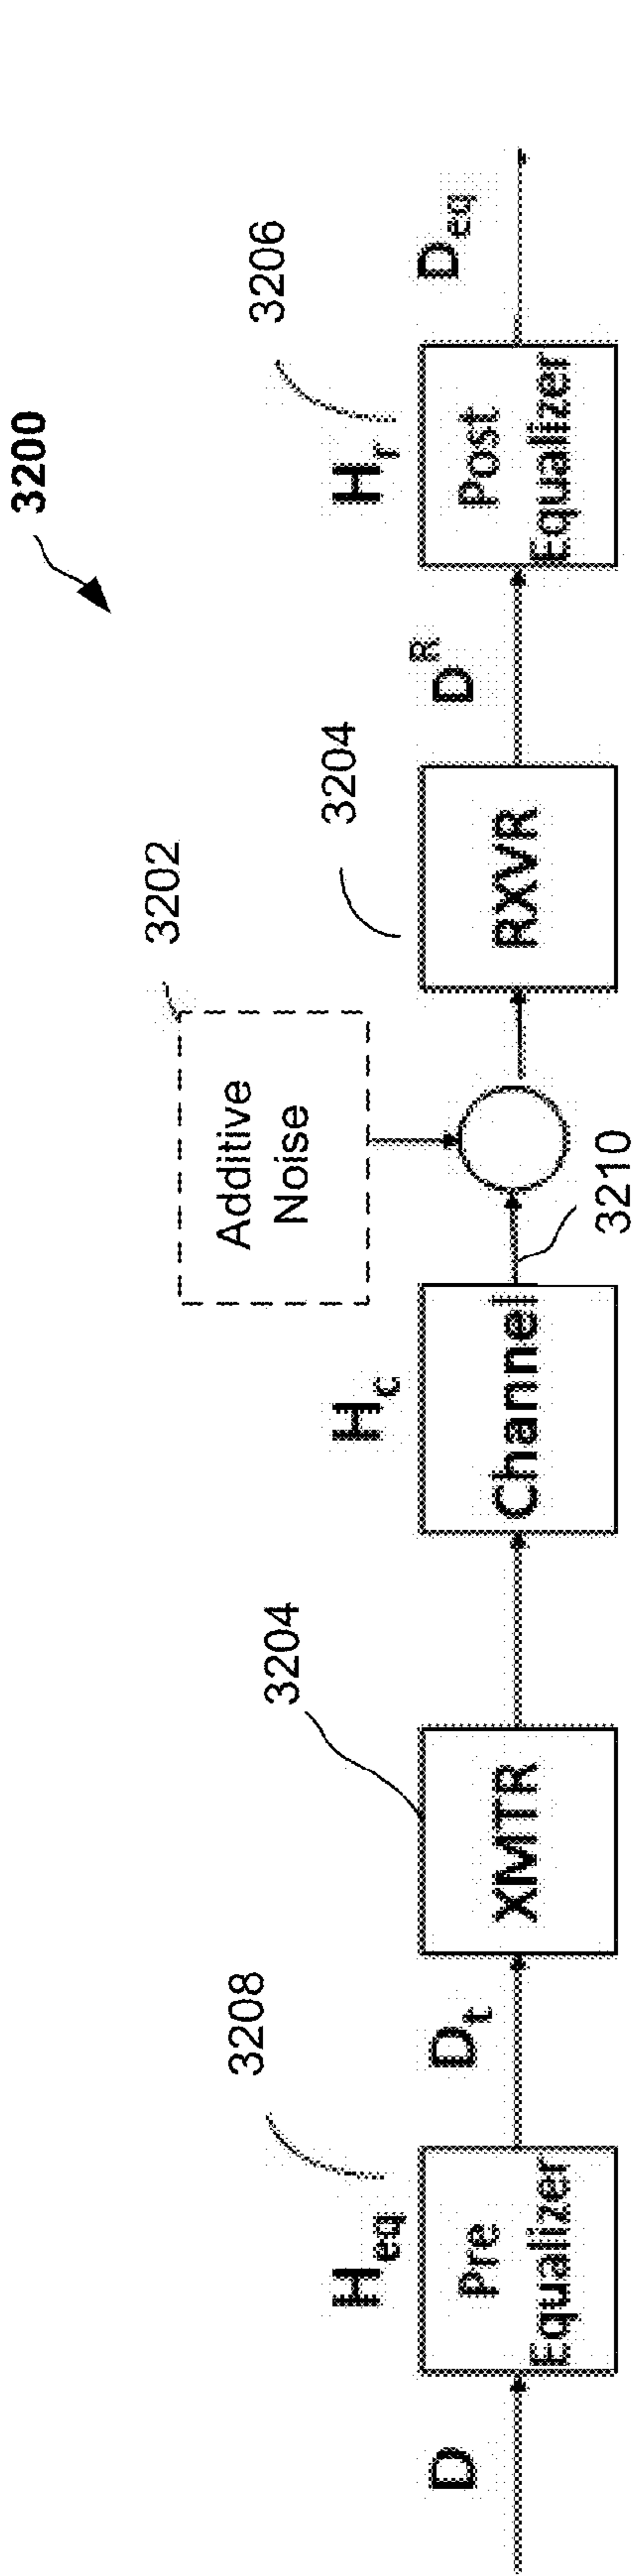 3200
3202
Additive
Noise
3208
3204
3204
3206
H_eq
H_c
H_r
D
D_t
D^R
D_eq
Pre
Equalizer
XMTR
Channel
RXVR
Post
Equalizer
3210